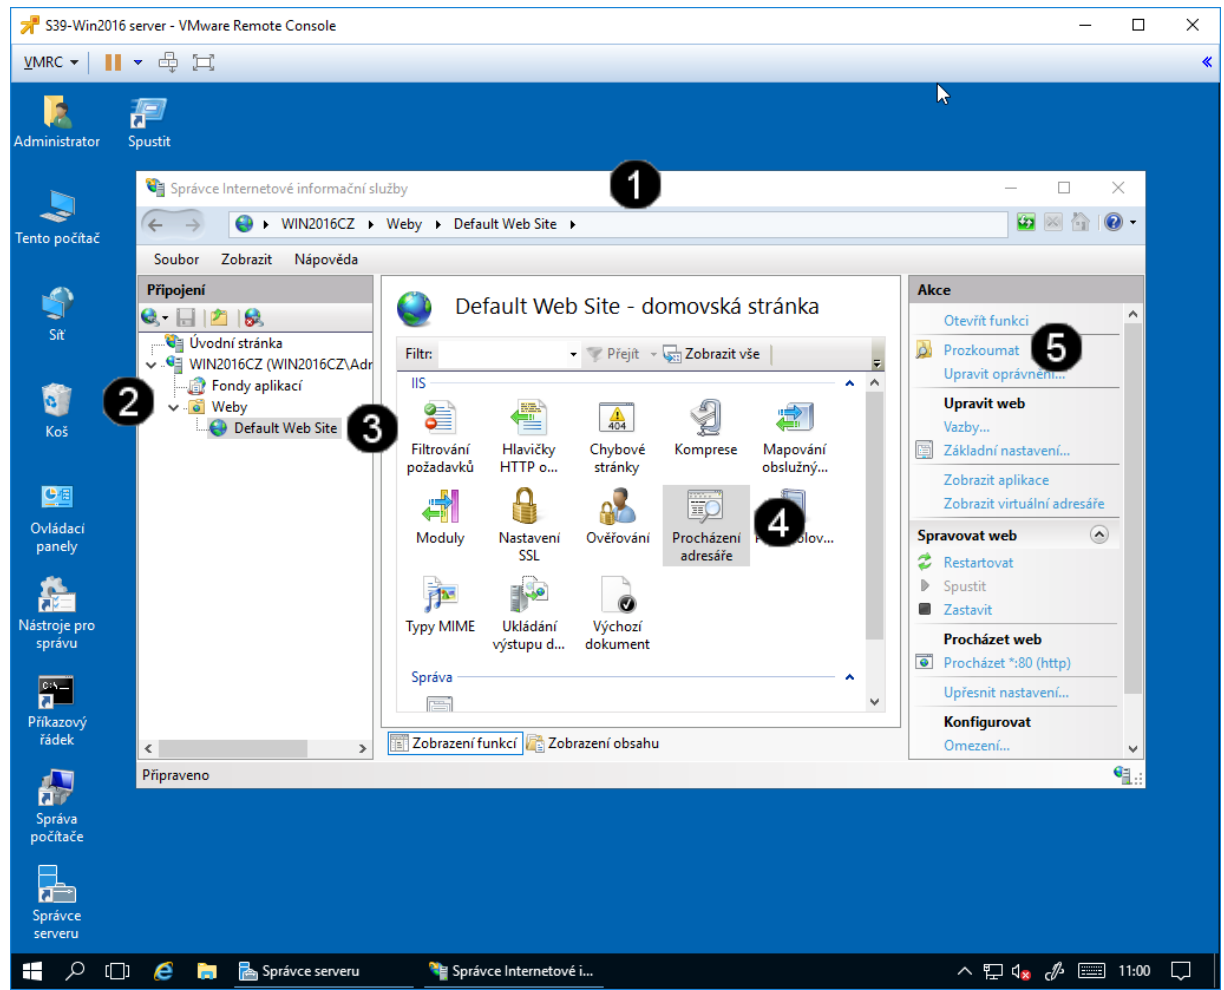 S39-Win2016 server - VMware Remote Console
VMRC
Administrator
Spustit
Tento počítač
Síť
Koš
Ovládací
panely
Nástroje pro
správu
Příkazový
řádek
Správa
počítače
Správce
serveru
Správce Internetové informační služby
1
WIN2016CZ
Weby
Default Web Site
Soubor Zobrazit Nápověda
Připojení
Úvodní stránka
WIN2016CZ (WIN2016CZ\Adr
Fondy aplikací
2
Weby
Default Web Site
3
Default Web Site - domovská stránka
Filtr: Přejít Zobrazit vše
IIS
Filtrování
požadavků
Hlavičky
HTTP o...
404
Chybové
stránky
Komprese
Mapování
obslužný...
Moduly
Nastavení
SSL
Ověřování
Procházení
adresáře
4
Typy MIME
Ukládání
výstupu d...
Výchozí
dokument
Správa
Zobrazení funkcí Zobrazení obsahu
Akce
Otevřít funkci
Prozkoumat
5
Upravit oprávnění...
Upravit web
Vazby...
Základní nastavení...
Zobrazit aplikace
Zobrazit virtuální adresáře
Spravovat web
Restartovat
Spustit
Zastavit
Procházet web
Procházet *:80 (http)
Upřesnit nastavení...
Konfigurovat
Omezení...
Připraveno
Správce serveru
Správce Internetové i...
11:00